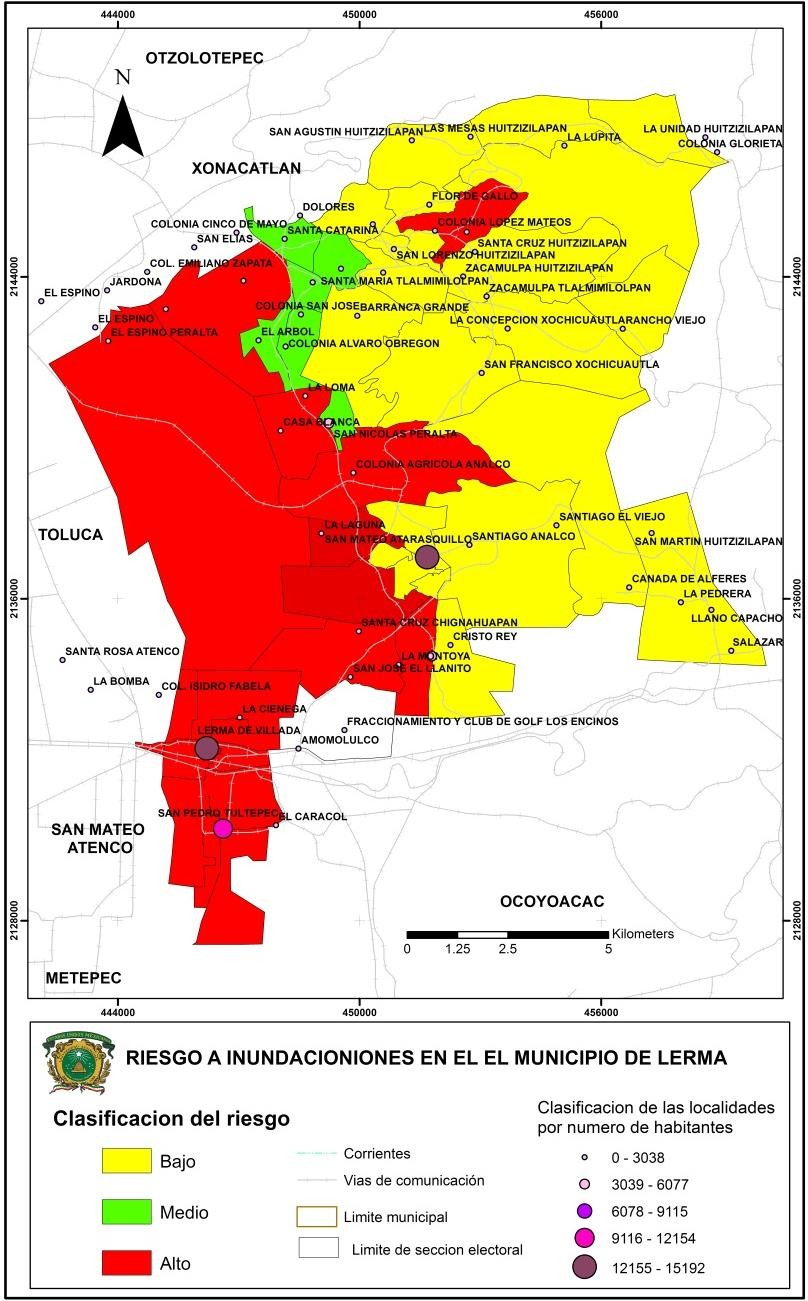 444000 450000 456000
OTZOLOTEPEC
N
SAN AGUSTIN HUITZIZILAPAN
LAS MESAS HUITZIZILAPAN
LA LUPITA
LA UNIDAD HUITZIZILAPAN
COLONIA GLORIETA
XONACATLAN
FLOR DE GALLO
DOLORES
COLONIA CINCO DE MAYO
SANTA CATARINA
COLONIA LOPEZ MATEOS
SAN ELIAS
SANTA CRUZ HUITZIZILAPAN
SAN LORENZO HUITZIZILAPAN
COL. EMILIANO ZAPATA
ZACAMULPA HUITZIZILAPAN
2144000
2144000
JARDONA
SANTA MARIA TLALMIMILOLPAN
ZACAMULPA TLALMIMILOLPAN
EL ESPINO
COLONIA SAN JOSE
BARRANCA GRANDE
EL ESPINO
LA CONCEPCION XOCHICUAUTLA
RANCHO VIEJO
EL ESPINO PERALTA
EL ARBOL
COLONIA ALVARO OBREGON
SAN FRANCISCO XOCHICUAUTLA
LA LOMA
CASA BLANCA
SAN NICOLAS PERALTA
COLONIA AGRICOLA ANALCO
SANTIAGO EL VIEJO
LA LAGUNA
TOLUCA
SAN MATEO ATARASQUILLO
SANTIAGO ANALCO
SAN MARTIN HUITZIZILAPAN
CANADA DE ALFERES
LA PEDRERA
2136000
2136000
LLANO CAPACHO
SANTA CRUZ CHIGNAHUAPAN
CRISTO REY
SALAZAR
SANTA ROSA ATENCO
LA MONTOYA
SAN JOSE EL LLANITO
LA BOMBA
COL. ISIDRO FABELA
LA CIENEGA
FRACCIONAMIENTO Y CLUB DE GOLF LOS ENCINOS
LERMA DE VILLADA
AMOMOLULCO
SAN PEDRO TULTEPEC
EL CARACOL
SAN MATEO
ATENCO
OCOYOACAC
2128000
2128000
Kilometers
0 1.25 2.5 5
METEPEC
444000 450000 456000
RIESGO A INUNDACIONIONES EN EL EL MUNICIPIO DE LERMA
Clasificacion del riesgo
Bajo
Medio
Alto
Corrientes
Vias de comunicación
Limite municipal
Limite de seccion electoral
Clasificacion de las localidades
por numero de habitantes
0 - 3038
3039 - 6077
6078 - 9115
9116 - 12154
12155 - 15192